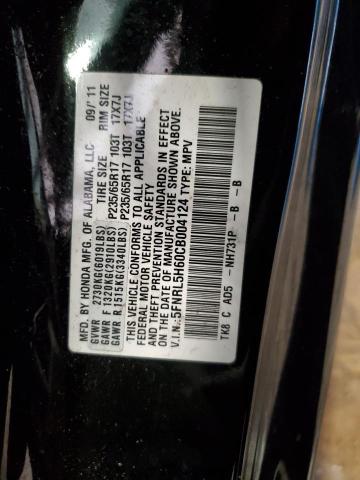 MFD. BY HONDA MFG. OF ALABAMA, LLC 09/'11
GVWR 2730KG(6019LBS) TIRE SIZE RIM SIZE
GAWR F 1320KG(2910LBS) P235/65R17 103T 17X7J
GAWR R 1515KG(3340LBS) P235/65R17 103T 17X7J
THIS VEHICLE CONFORMS TO ALL APPLICABLE
FEDERAL MOTOR VEHICLE SAFETY
AND THEFT PREVENTION STANDARDS IN EFFECT
ON THE DATE OF MANUFACTURE SHOWN ABOVE.
V.I.N.:5FNRL5H60CB004124 TYPE: MPV
TK8 C AD5 -NH731P -B -B